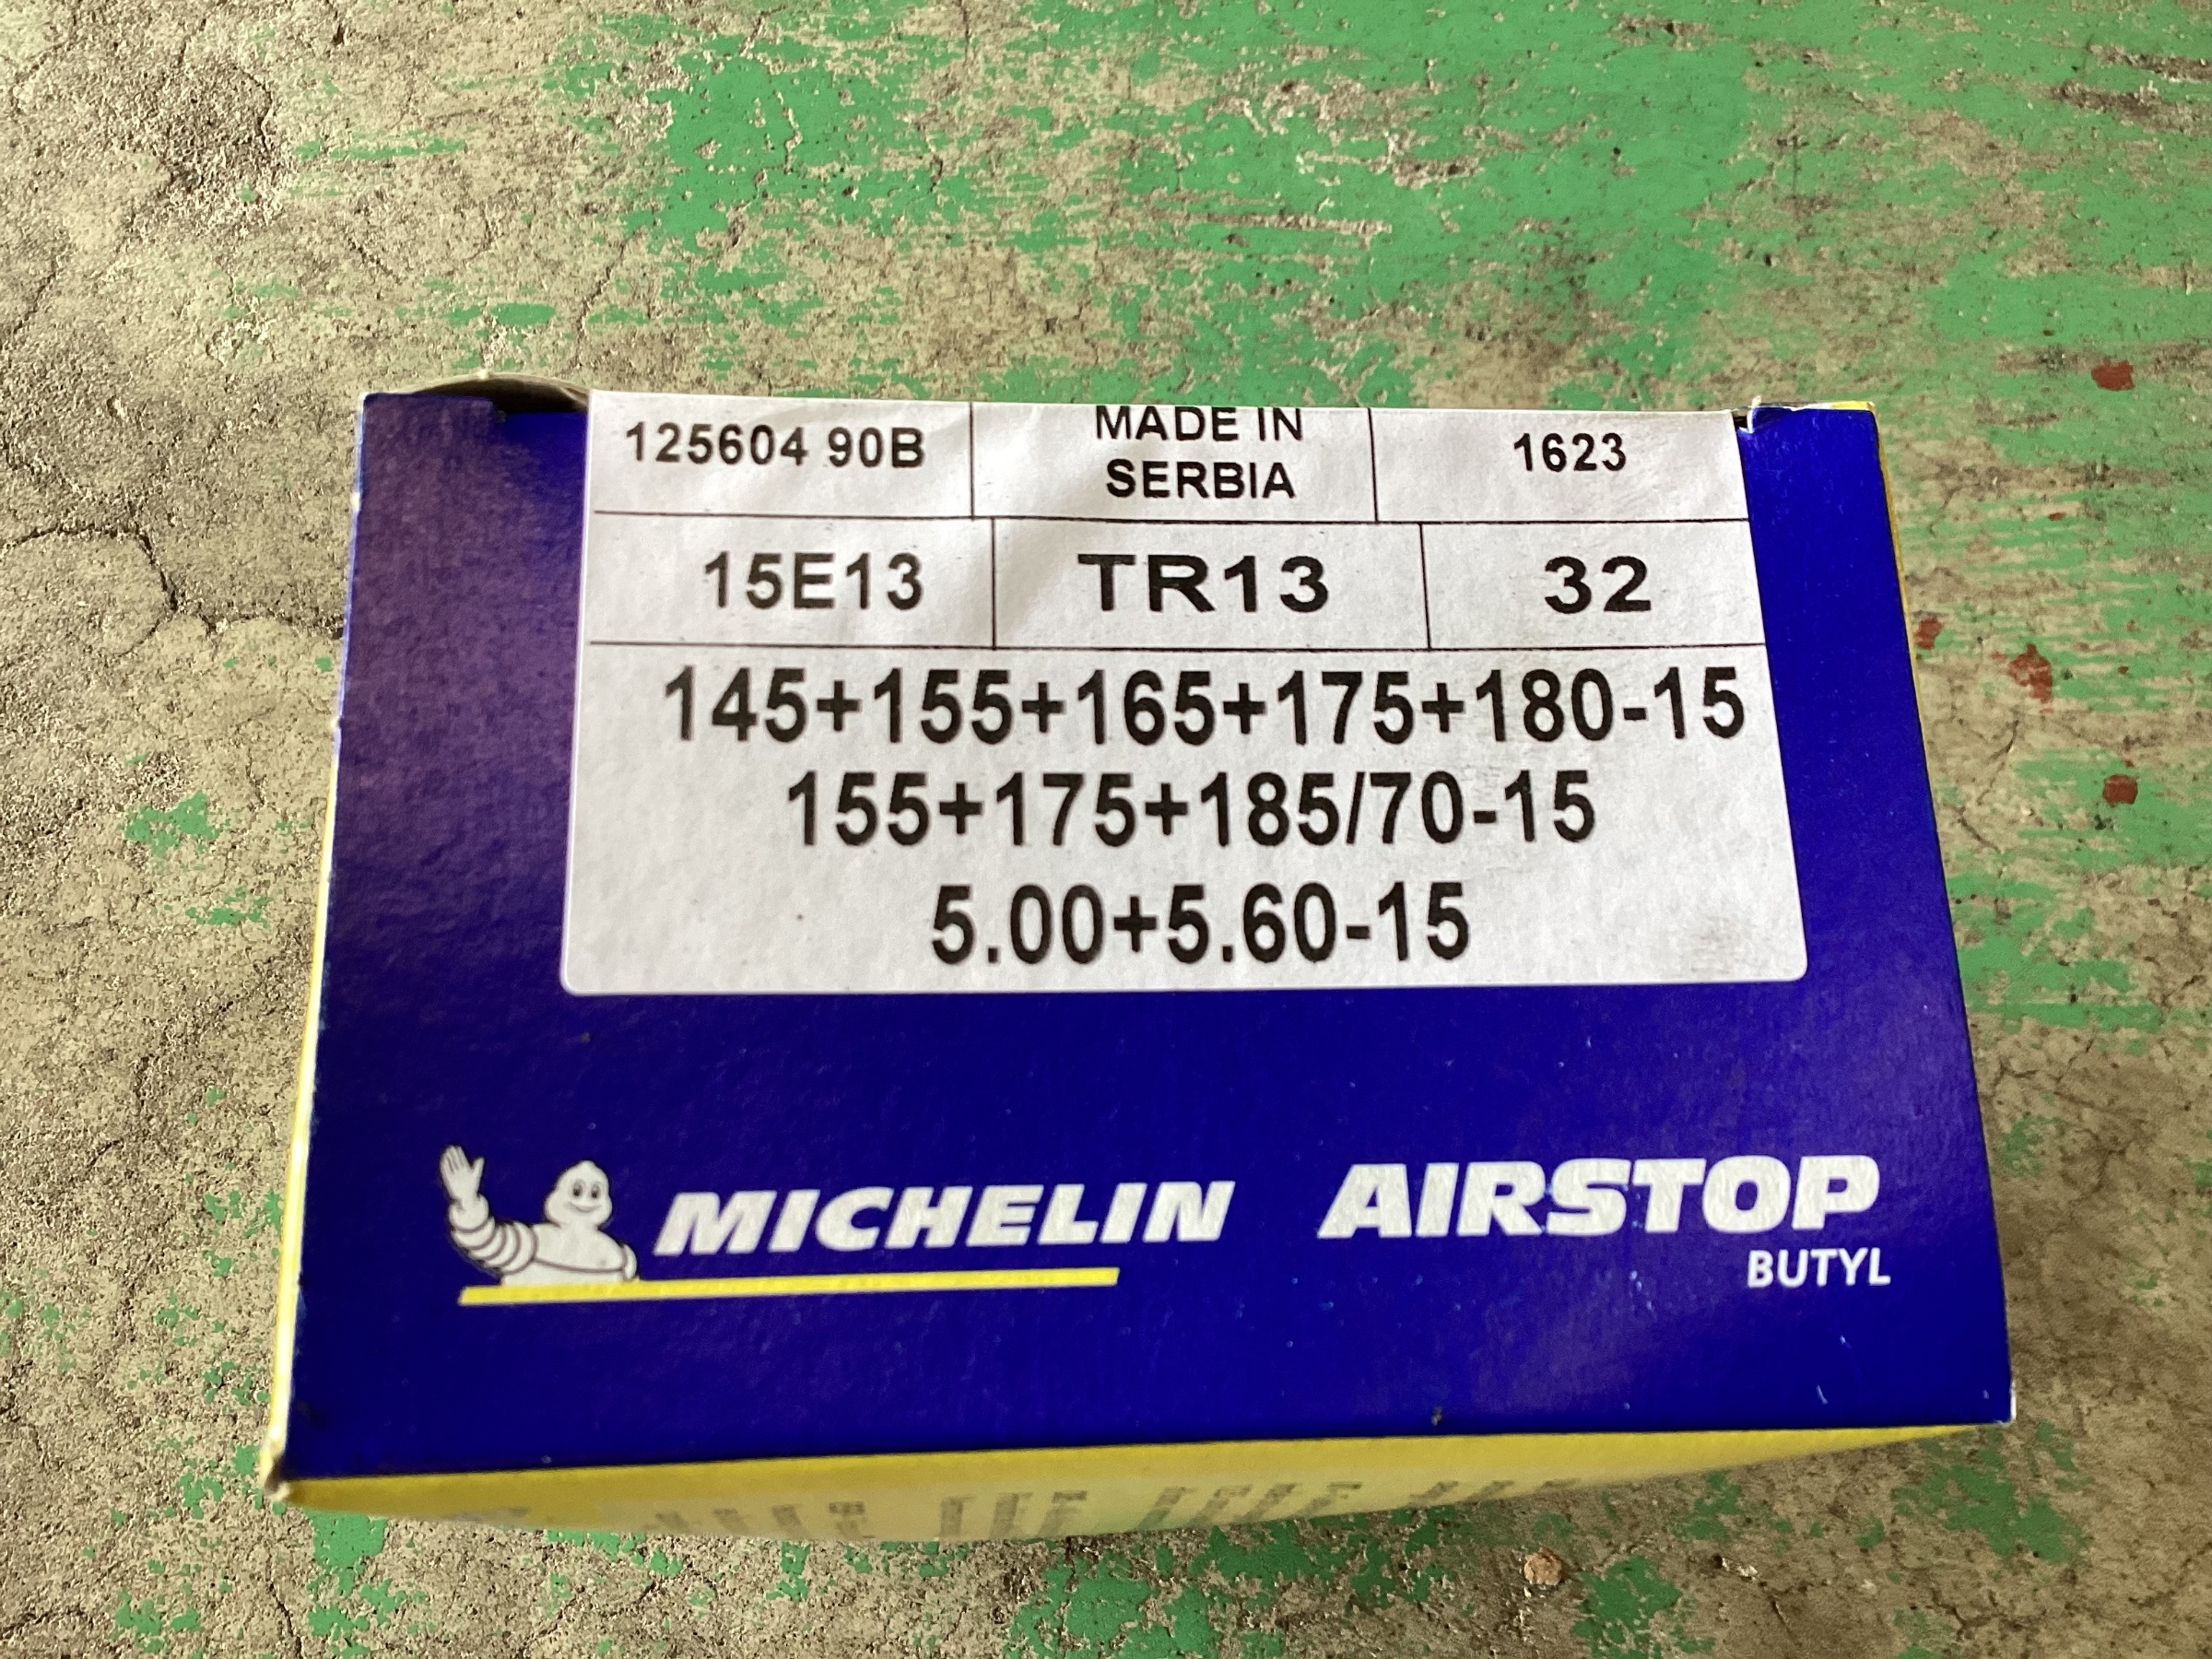 125604 90B
MADE IN
SERBIA
1623
15E13
TR13
32
145+155+165+175+180-15
155+175+185/70-15
5.00+5.60-15
MICHELIN
AIRSTOP
BUTYL